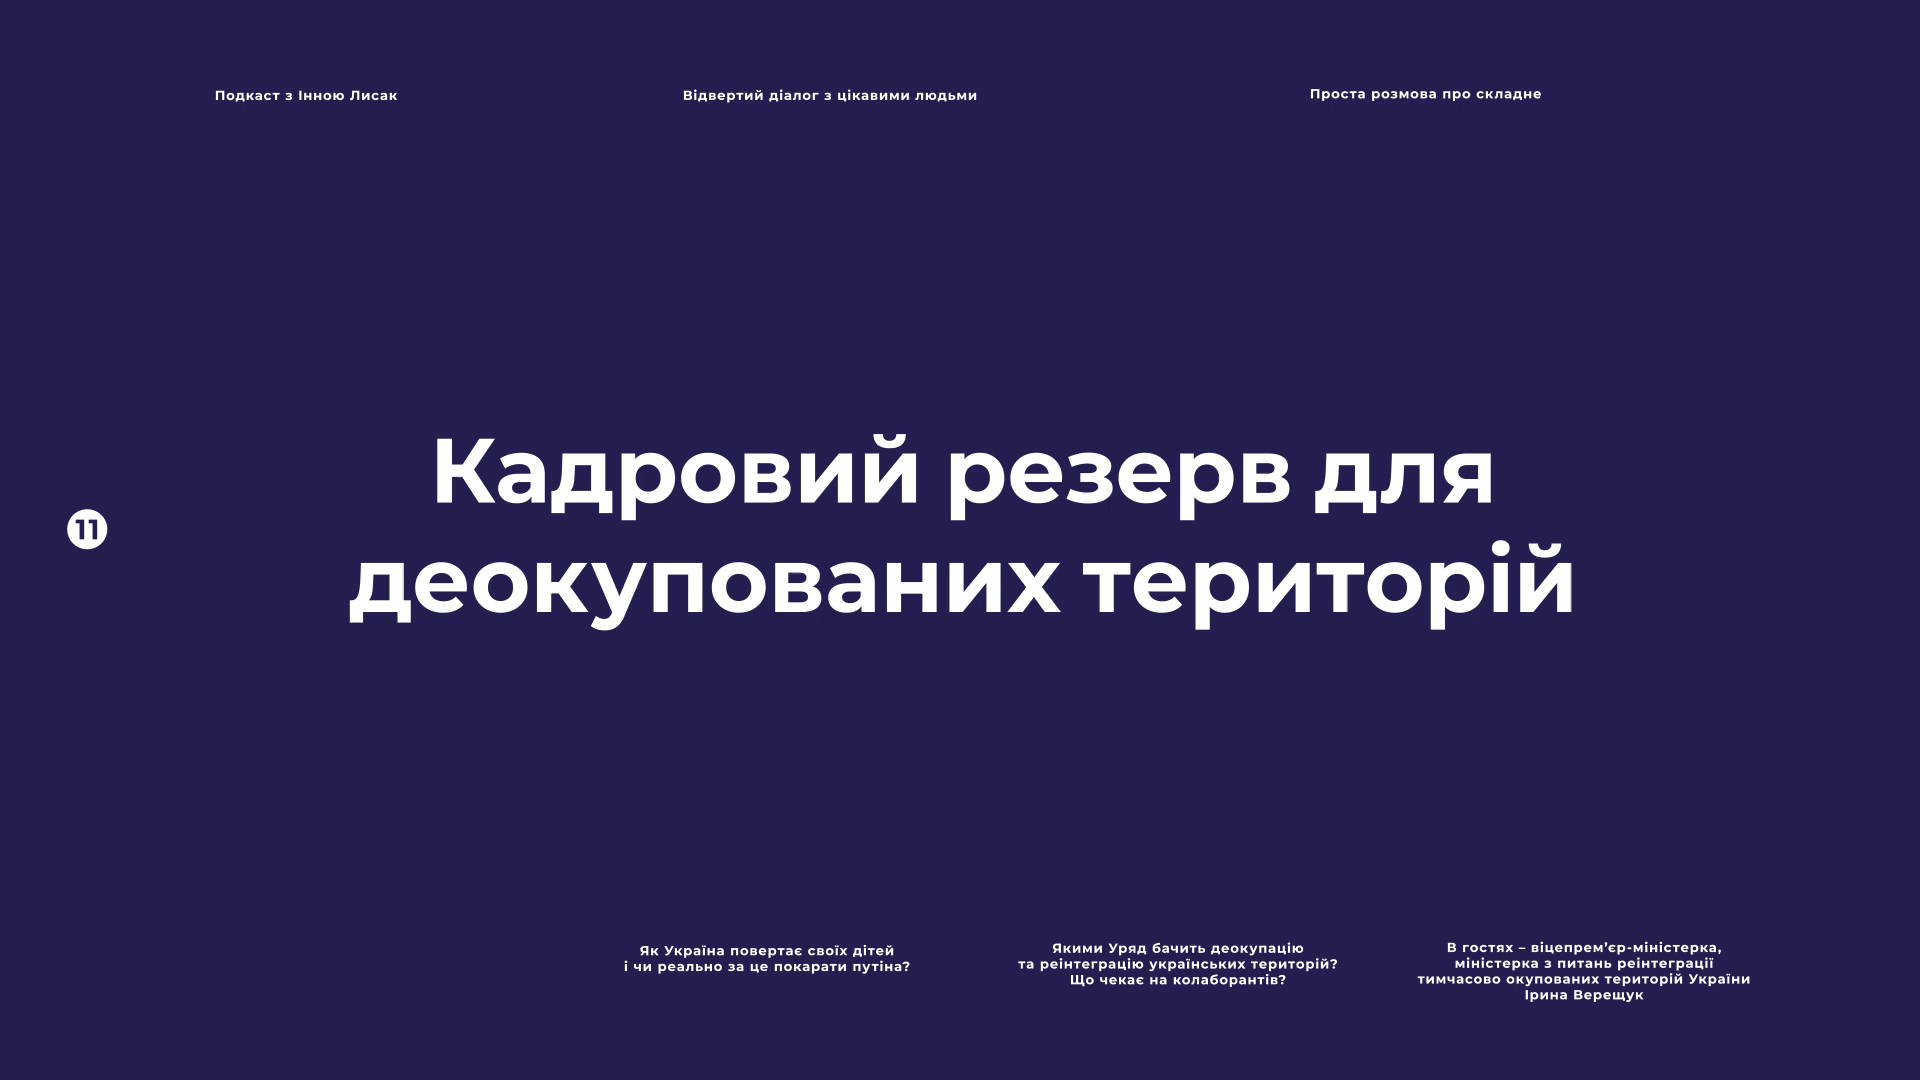 Подкаст з Інною Лисак
Відвертий діалог з цікавими людьми
Проста розмова про складне
11
Кадровий резерв для
деокупованих територій
Як Україна повертає своїх дітей
і чи реально за це покарати путіна?
Якими Уряд бачить деокупацію
та реінтеграцію українських територій?
Що чекає на колаборантів?
В гостях – віцепрем’єр-міністерка,
міністерка з питань реінтеграції
тимчасово окупованих територій України
Ірина Верещук